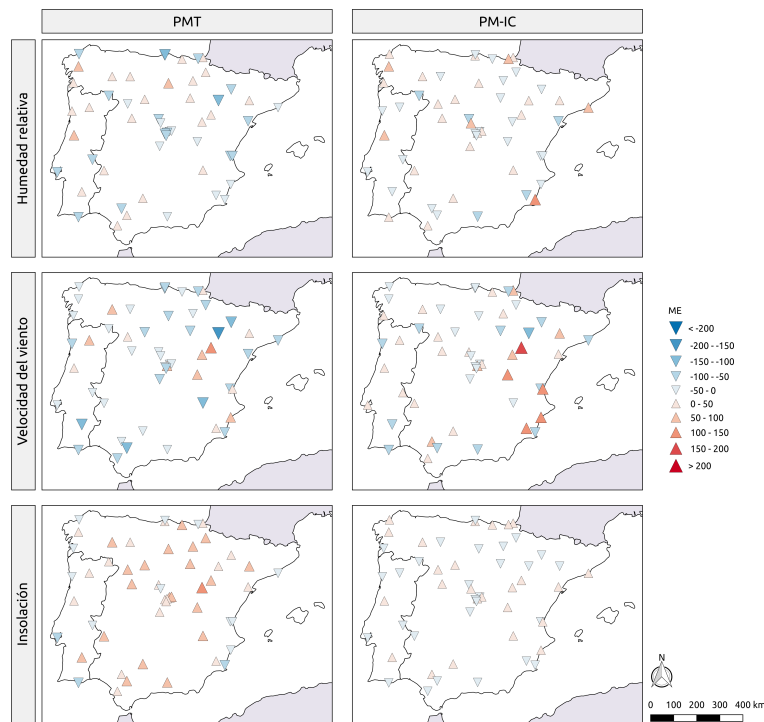 PMT
PM-IC
Humedad relativa
Velocidad del viento
Insolación
ME
< -200
-200 - -150
-150 - -100
-100 - -50
-50 - 0
0 - 50
50 - 100
100 - 150
150 - 200
> 200
N
0 100 200 300 400 km